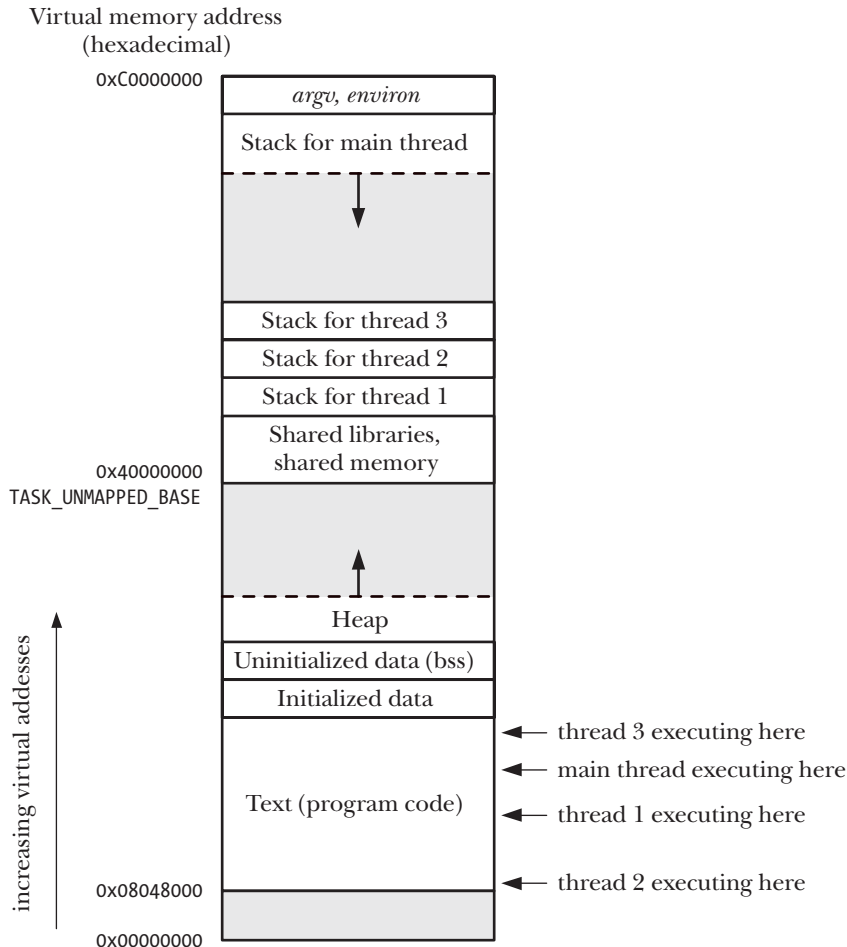 Virtual memory address
(hexadecimal)
0xC0000000
argv, environ
Stack for main thread
Stack for thread 3
Stack for thread 2
Stack for thread 1
Shared libraries,
shared memory
0x40000000
TASK_UNMAPPED_BASE
Heap
Uninitialized data (bss)
Initialized data
increasing virtual addesses
thread 3 executing here
main thread executing here
Text (program code)
thread 1 executing here
thread 2 executing here
0x08048000
0x00000000